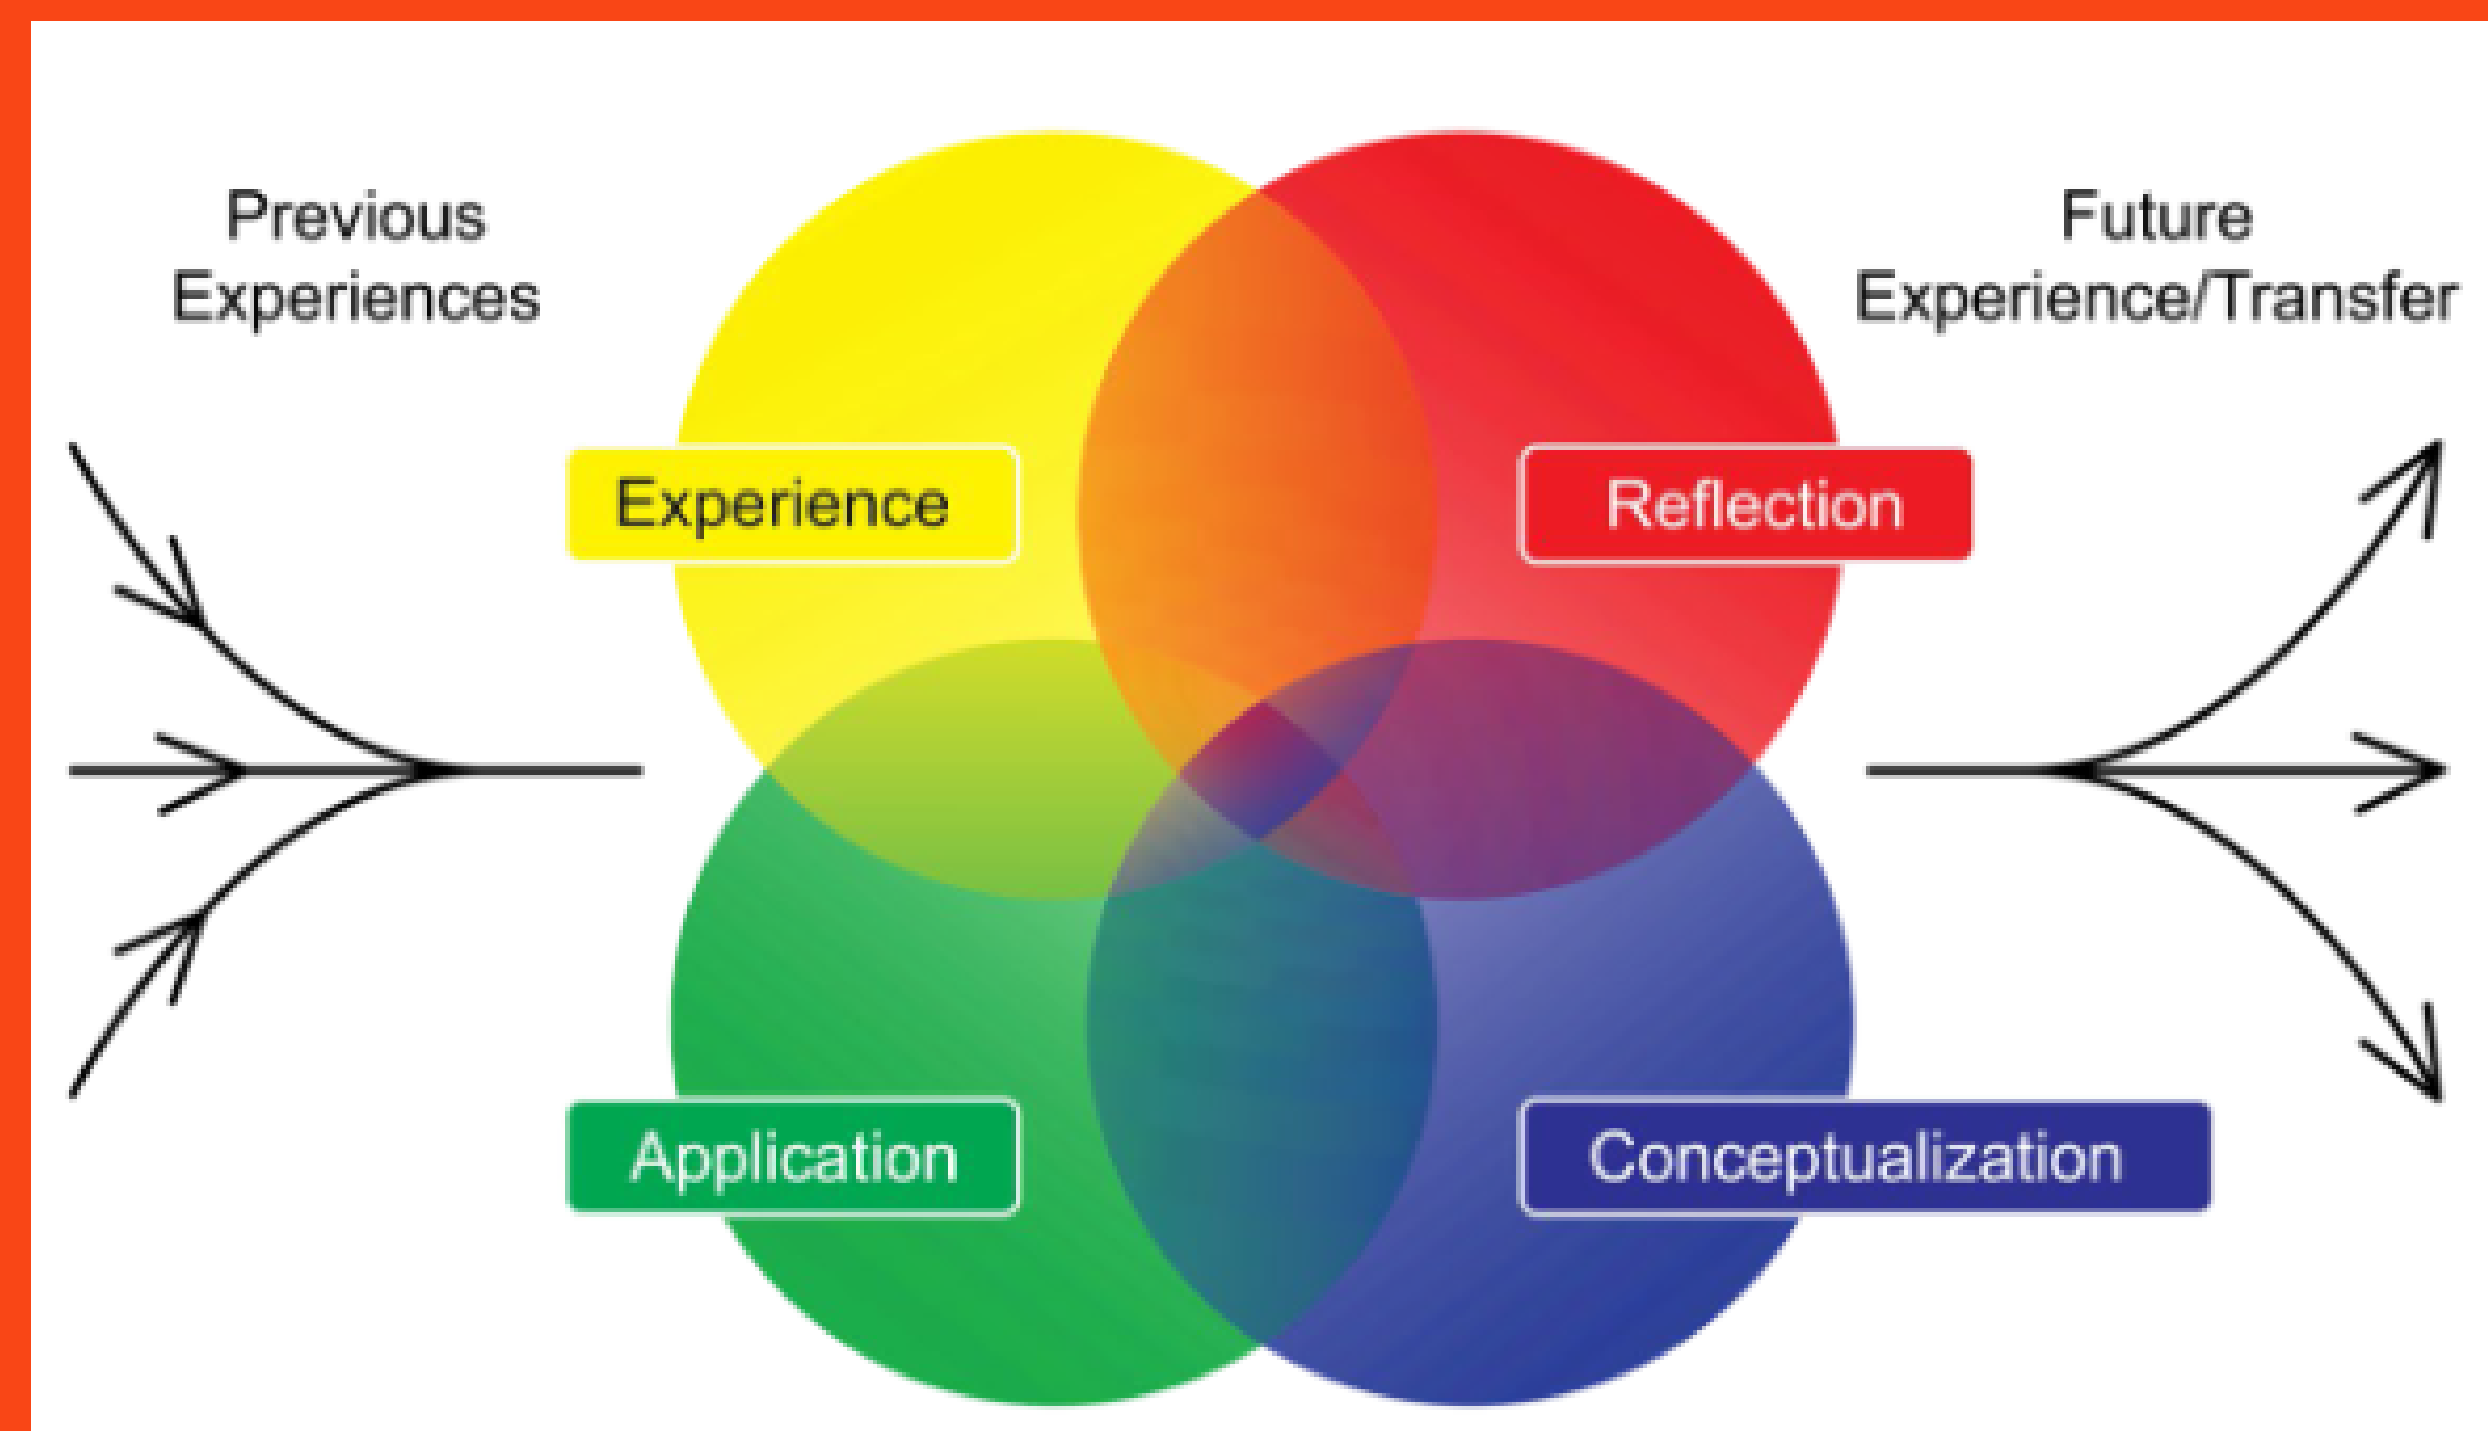 Previous
Experiences
Future
Experience/Transfer
Experience
Reflection
Application
Conceptualization